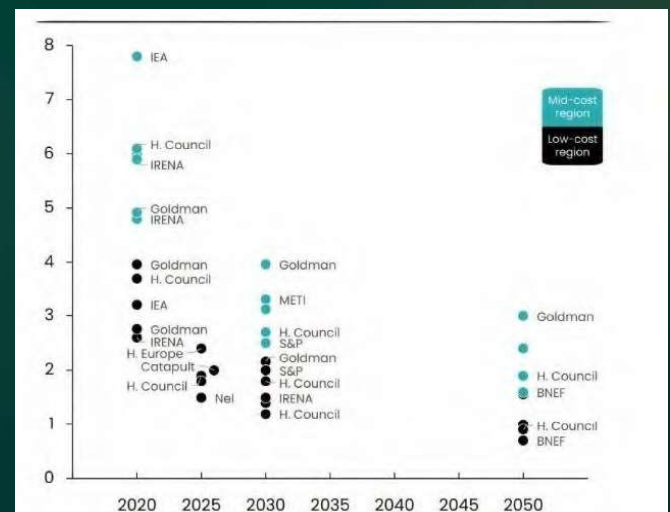 8
IEA
7
Mid-cost
region
Low-cost
region
6
H. Council
IRENA
5
Goldman
IRENA
4
Goldman
H. Council
Goldman
IEA
METI
3
Goldman
Goldman
IRENA
H. Council
S&P
H. Europe
Catapult
Goldman
2
S&P
H. Council
H. Council
H. Council
Nel
IRENA
BNEF
1
H. Council
H. Council
BNEF
0
2020
2025
2030
2035
2040
2045
2050